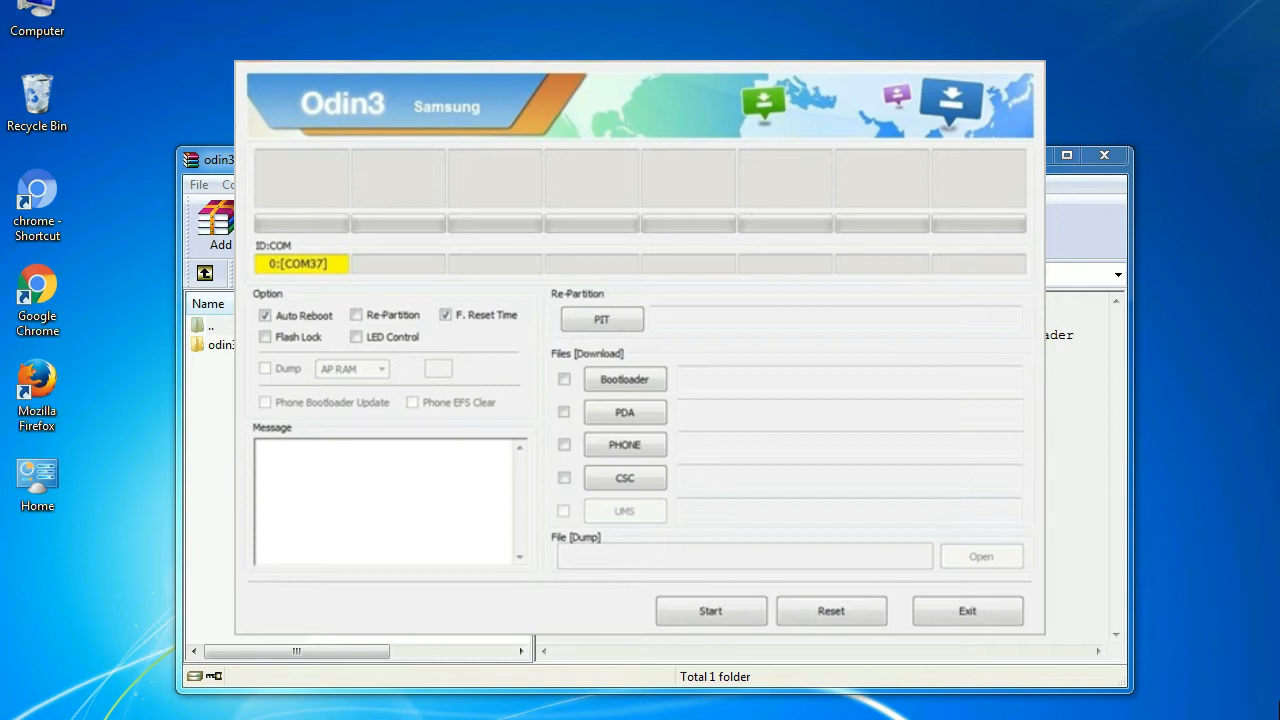 Computer
Recycle Bin
chrome -
Shortcut
Google
Chrome
Mozilla
Firefox
Home
odin3
File Co
Add
Name
..
odin3
ader
Total 1 folder
Odin3 Samsung
ID:COM
0:[COM37]
Option
Auto Reboot Re-Partition F. Reset Time
Flash Lock LED Control
Dump AP RAM
Phone Bootloader Update Phone EFS Clear
Message
Re-Partition
PIT
Files [Download]
Bootloader
PDA
PHONE
CSC
UMS
File [Dump]
Open
Start Reset Exit